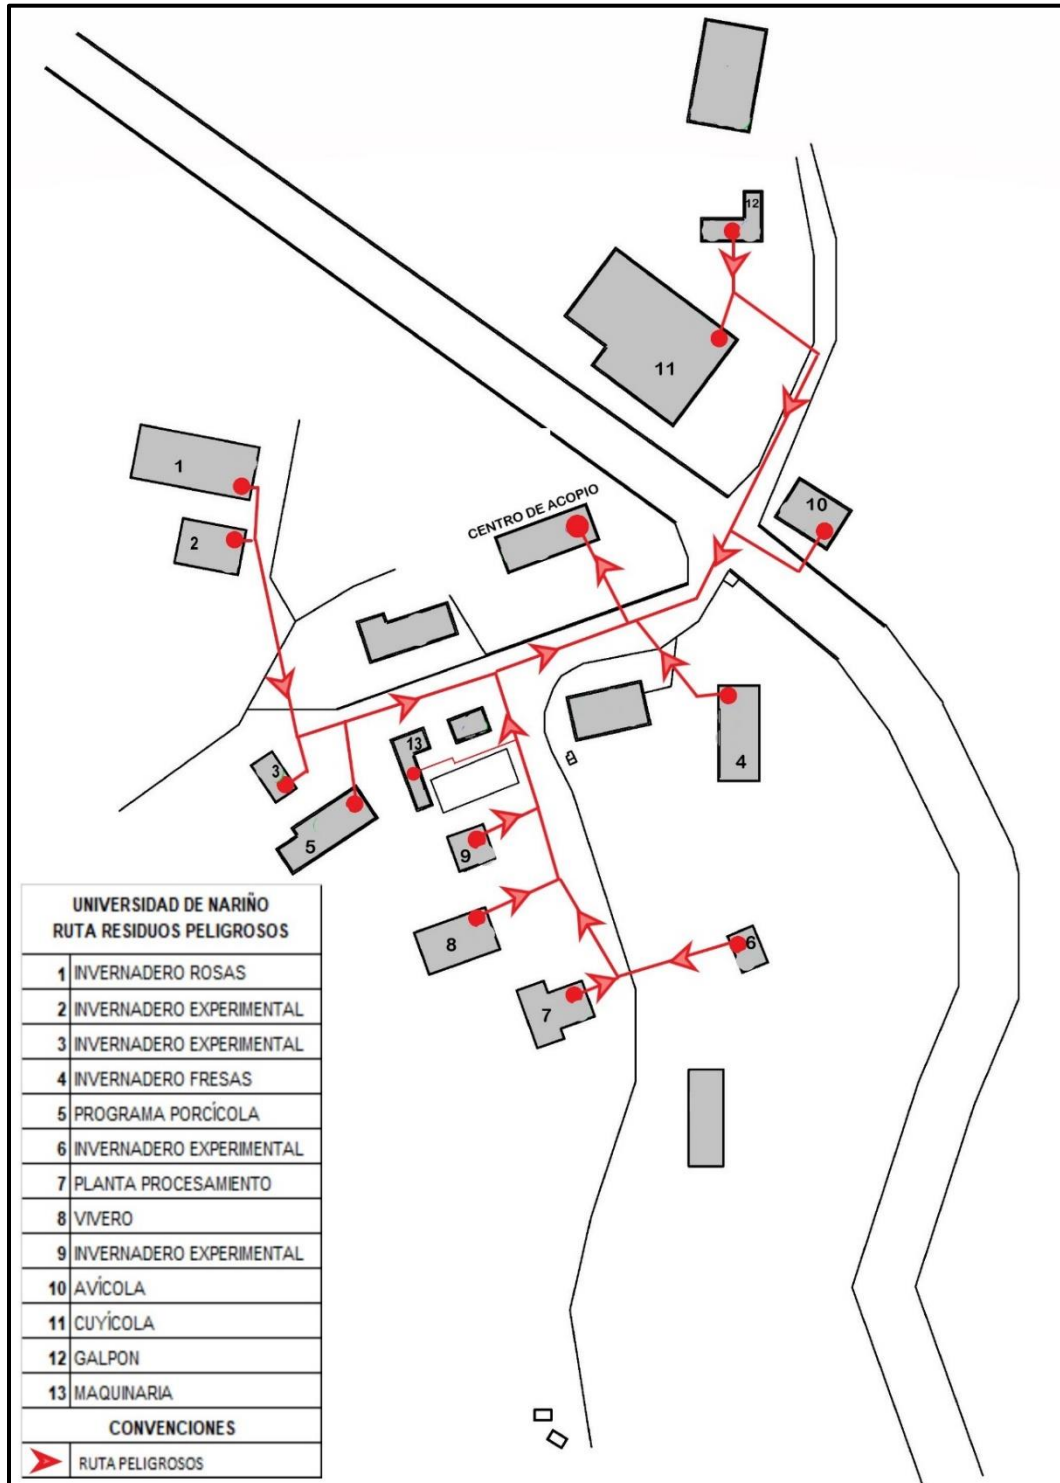 12
11
1
10
CENTRO DE ACOPIO
2
13
4
3
5
9
6
8
7
UNIVERSIDAD DE NARIÑO
RUTA RESIDUOS PELIGROSOS
1 INVERNADERO ROSAS
2 INVERNADERO EXPERIMENTAL
3 INVERNADERO EXPERIMENTAL
4 INVERNADERO FRESAS
5 PROGRAMA PORCÍCOLA
6 INVERNADERO EXPERIMENTAL
7 PLANTA PROCESAMIENTO
8 VIVERO
9 INVERNADERO EXPERIMENTAL
10 AVÍCOLA
11 CUYÍCOLA
12 GALPON
13 MAQUINARIA
CONVENCIONES
RUTA PELIGROSOS